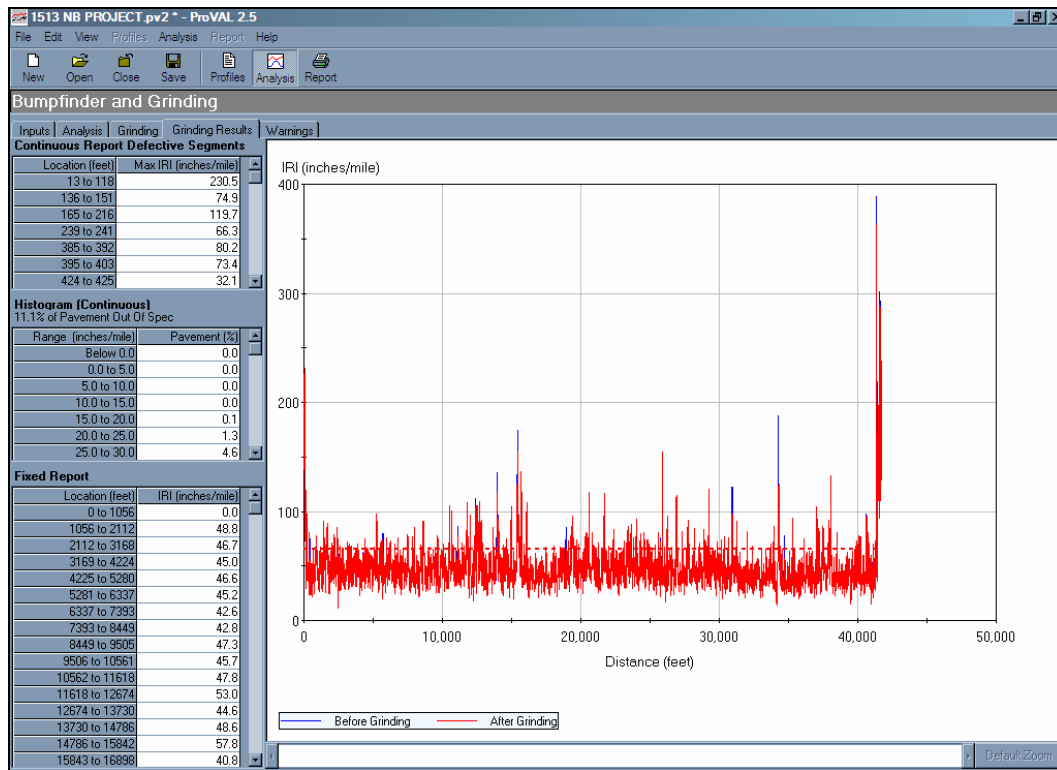 1513 NB PROJECT.pv2 * - ProVAL 2.5
File Edit View Profiles Analysis Report Help
New Open Close Save Profiles Analysis Report
Bumpfinder and Grinding
Inputs Analysis Grinding Grinding Results Warnings
Continuous Report Defective Segments
Location (feet) Max IRI (inches/mile)
13 to 118 230.5
136 to 151 74.9
165 to 216 119.7
239 to 241 66.3
385 to 392 80.2
395 to 403 73.4
424 to 425 32.1
Histogram (Continuous)
11.1% of Pavement Out Of Spec
Range (inches/mile) Pavement (%)
Below 0.0 0.0
0.0 to 5.0 0.0
5.0 to 10.0 0.0
10.0 to 15.0 0.0
15.0 to 20.0 0.1
20.0 to 25.0 1.3
25.0 to 30.0 4.6
Fixed Report
Location (feet) IRI (inches/mile)
0 to 1056 0.0
1056 to 2112 48.8
2112 to 3168 46.7
3169 to 4224 45.0
4225 to 5280 46.6
5281 to 6337 45.2
6337 to 7393 42.6
7393 to 8449 42.8
8449 to 9505 47.3
9506 to 10561 45.7
10562 to 11618 47.8
11618 to 12674 53.0
12674 to 13730 44.6
13730 to 14786 48.6
14786 to 15842 57.8
15843 to 16898 40.8
IRI (inches/mile)
400
300
200
100
0
0 10,000 20,000 30,000 40,000 50,000
Distance (feet)
Before Grinding After Grinding
Default Zoom